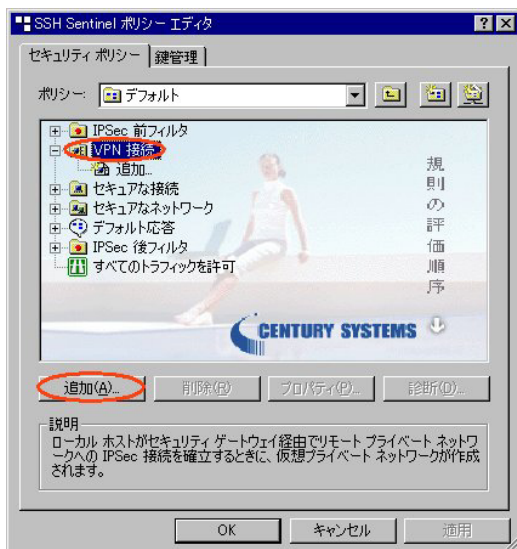 SSH Sentinel ポリシー エディタ
セキュリティ ポリシー
鍵管理
ポリシー:
デフォルト
IPSec 前フィルタ
VPN 接続
追加...
セキュアな接続
セキュアなネットワーク
デフォルト応答
IPSec 後フィルタ
すべてのトラフィックを許可
規則の評価順序
CENTURY SYSTEMS
追加(A)...
削除(R)
プロパティ(P)...
診断(D)...
説明
ローカル ホストがセキュリティ ゲートウェイ経由でリモート プライベート ネットワ
ークへの IPSec 接続を確立するときに、仮想プライベート ネットワークが作成
されます。
OK
キャンセル
適用